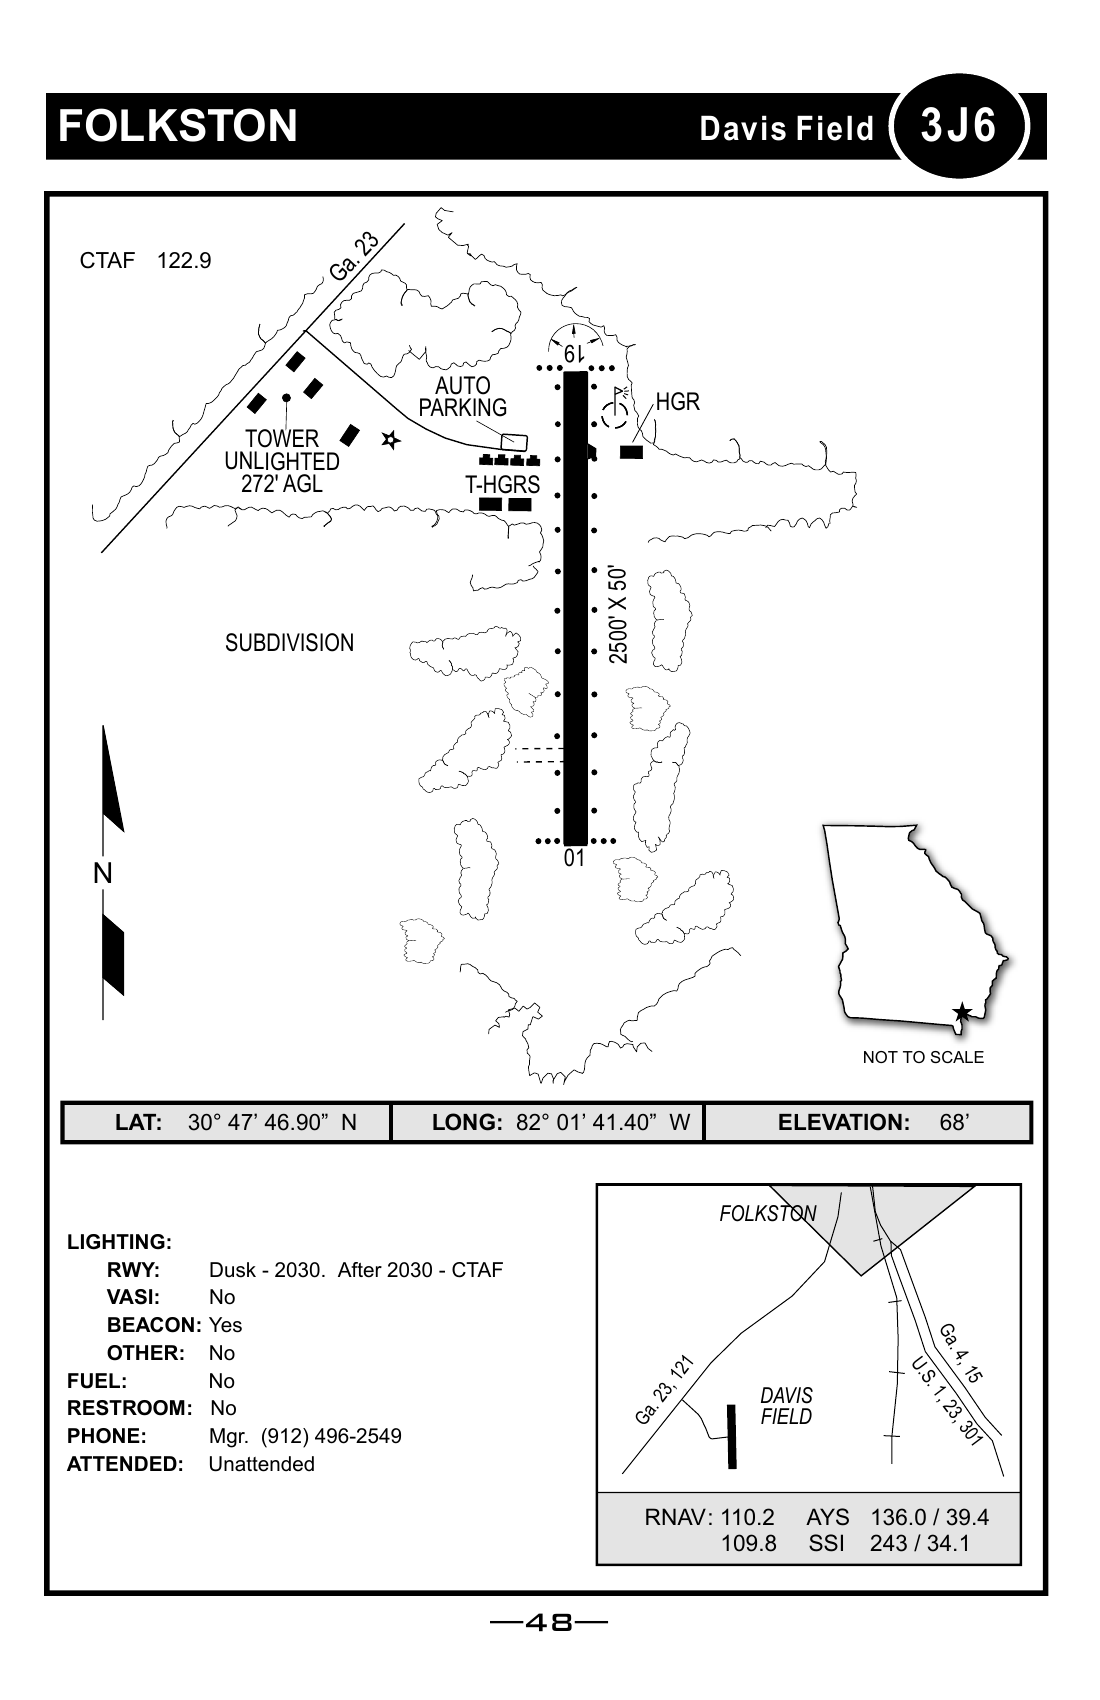 FOLKSTON
Davis Field
3J6
CTAF 122.9
Ga. 23
19
AUTO
PARKING
HGR
TOWER
UNLIGHTED
272' AGL
T-HGRS
2500' X 50'
SUBDIVISION
N
01
NOT TO SCALE
LAT: 30° 47’ 46.90” N
LONG: 82° 01’ 41.40” W
ELEVATION: 68’
LIGHTING:
RWY: Dusk - 2030. After 2030 - CTAF
VASI: No
BEACON: Yes
OTHER: No
FUEL: No
RESTROOM: No
PHONE: Mgr. (912) 496-2549
ATTENDED: Unattended
FOLKSTON
Ga. 23, 121
DAVIS
FIELD
Ga. 4, 15
U.S. 1, 23, 301
RNAV: 110.2 AYS 136.0 / 39.4
109.8 SSI 243 / 34.1
48